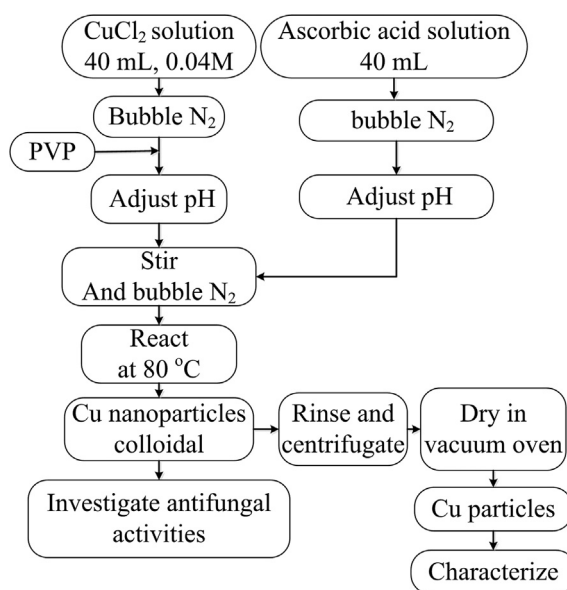 CuCl₂ solution
40 mL, 0.04M
Ascorbic acid solution
40 mL
Bubble N₂
bubble N₂
PVP
Adjust pH
Adjust pH
Stir
And bubble N₂
React
at 80 °C
Cu nanoparticles
colloidal
Rinse and
centrifugate
Dry in
vacuum oven
Investigate antifungal
activities
Cu particles
Characterize